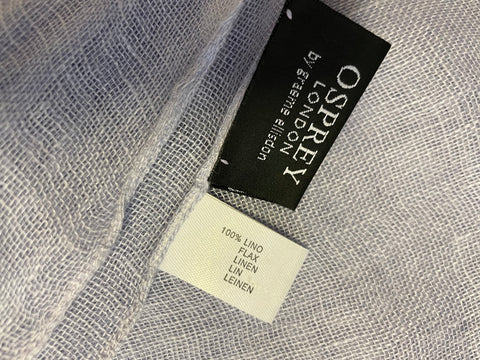 OSPREY
LONDON
by graeme ellisdon
100% LINO
FLAX
LINEN
LIN
LEINEN